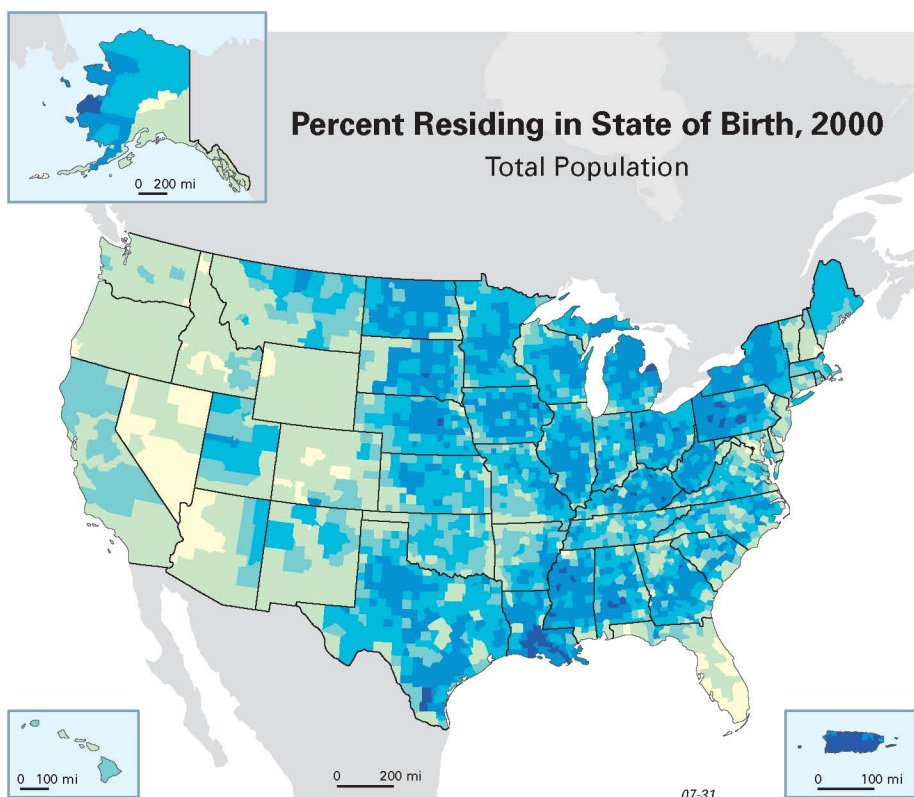 Percent Residing in State of Birth, 2000
Total Population
0 200 mi
0 100 mi
0 200 mi
0 100 mi
07-31